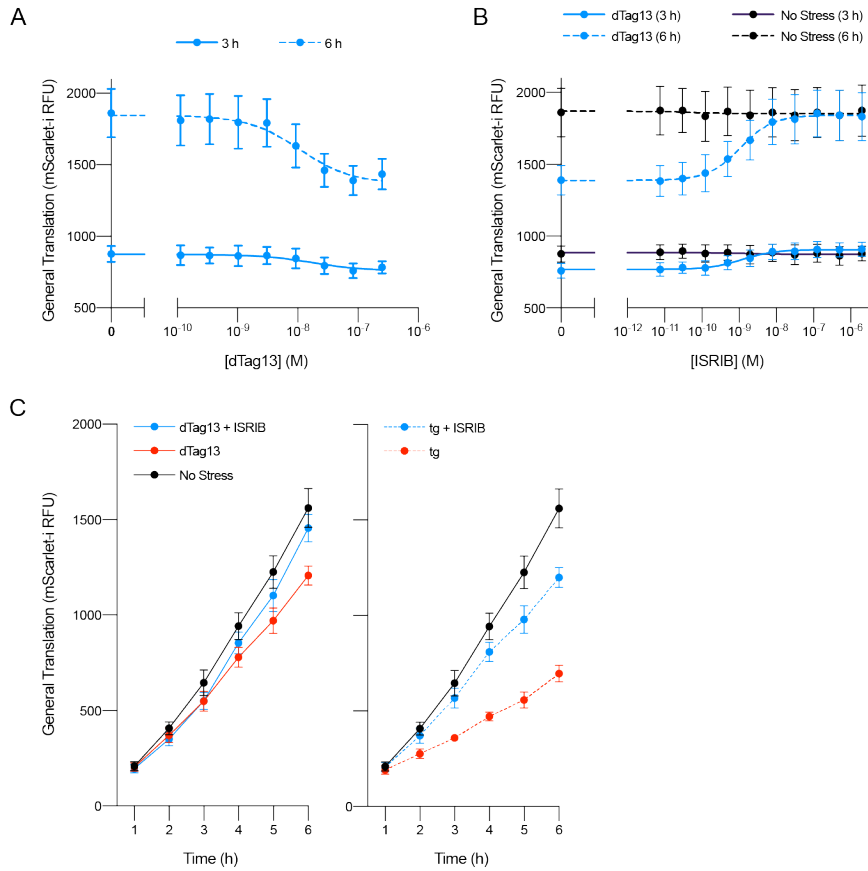 A
3 h
6 h
General Translation (mScarlet-i RFU)
2000
1500
1000
500
0
10-10
10-9
10-8
10-7
10-6
[dTag13] (M)
B
dTag13 (3 h)
No Stress (3 h)
dTag13 (6 h)
No Stress (6 h)
General Translation (mScarlet-i RFU)
2000
1500
1000
500
0
10-12
10-11
10-10
10-9
10-8
10-7
10-6
[ISRIB] (M)
C
General Translation (mScarlet-i RFU)
2000
1500
1000
500
0
dTag13 + ISRIB
dTag13
No Stress
1 2 3 4 5 6
Time (h)
tg + ISRIB
tg
0
1 2 3 4 5 6
Time (h)